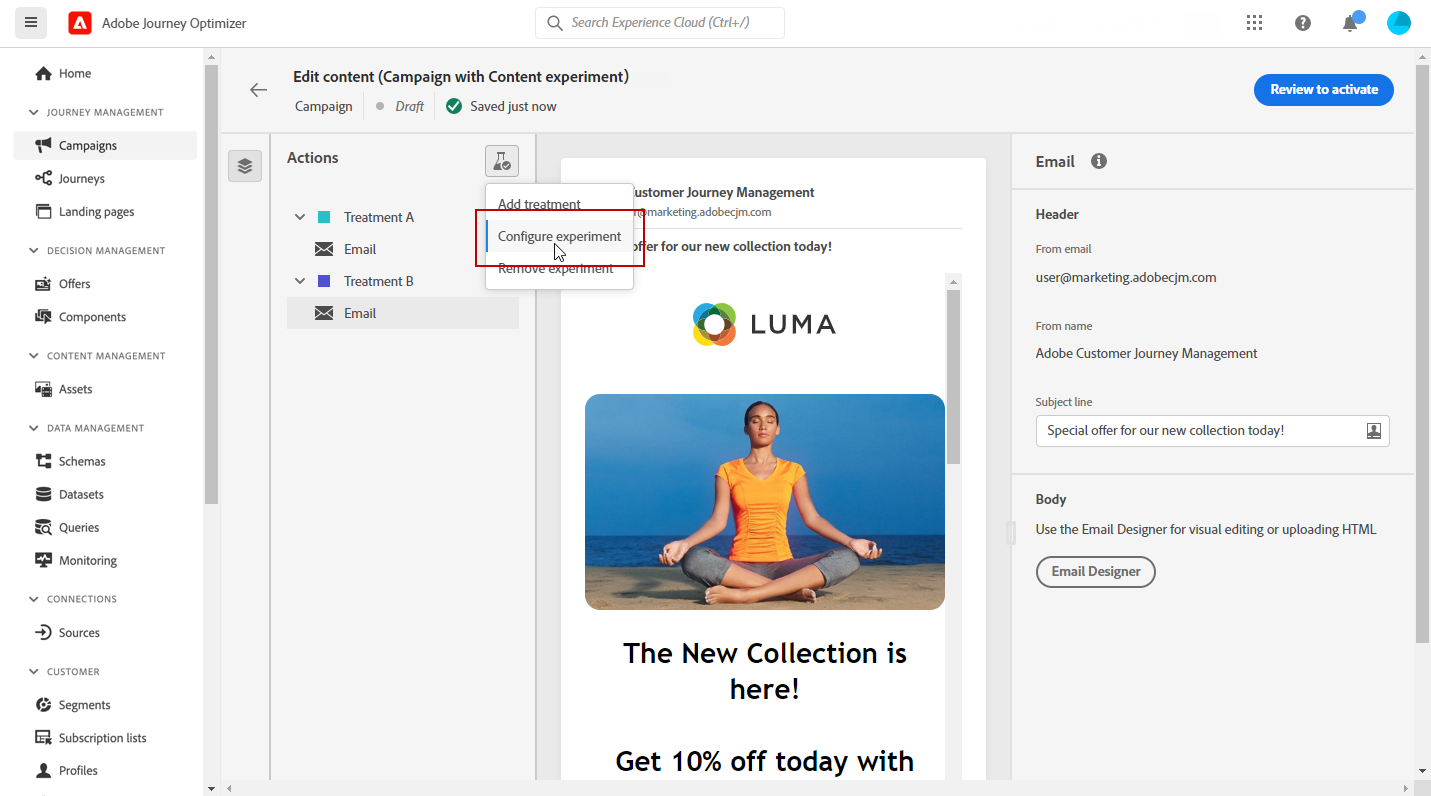 Adobe Journey Optimizer
Search Experience Cloud (Ctrl+/)
Home
JOURNEY MANAGEMENT
Campaigns
Journeys
Landing pages
DECISION MANAGEMENT
Offers
Components
CONTENT MANAGEMENT
Assets
DATA MANAGEMENT
Schemas
Datasets
Queries
Monitoring
CONNECTIONS
Sources
CUSTOMER
Segments
Subscription lists
Profiles
Edit content (Campaign with Content experiment)
Campaign
Draft
Saved just now
Review to activate
Actions
Treatment A
Email
Treatment B
Email
Add treatment
Configure experiment
Remove experiment
Customer Journey Management
@marketing.adobecjm.com
offer for our new collection today!
LUMA
The New Collection is
here!
Get 10% off today with
Email
Header
From email
user@marketing.adobecjm.com
From name
Adobe Customer Journey Management
Subject line
Special offer for our new collection today!
Body
Use the Email Designer for visual editing or uploading HTML
Email Designer